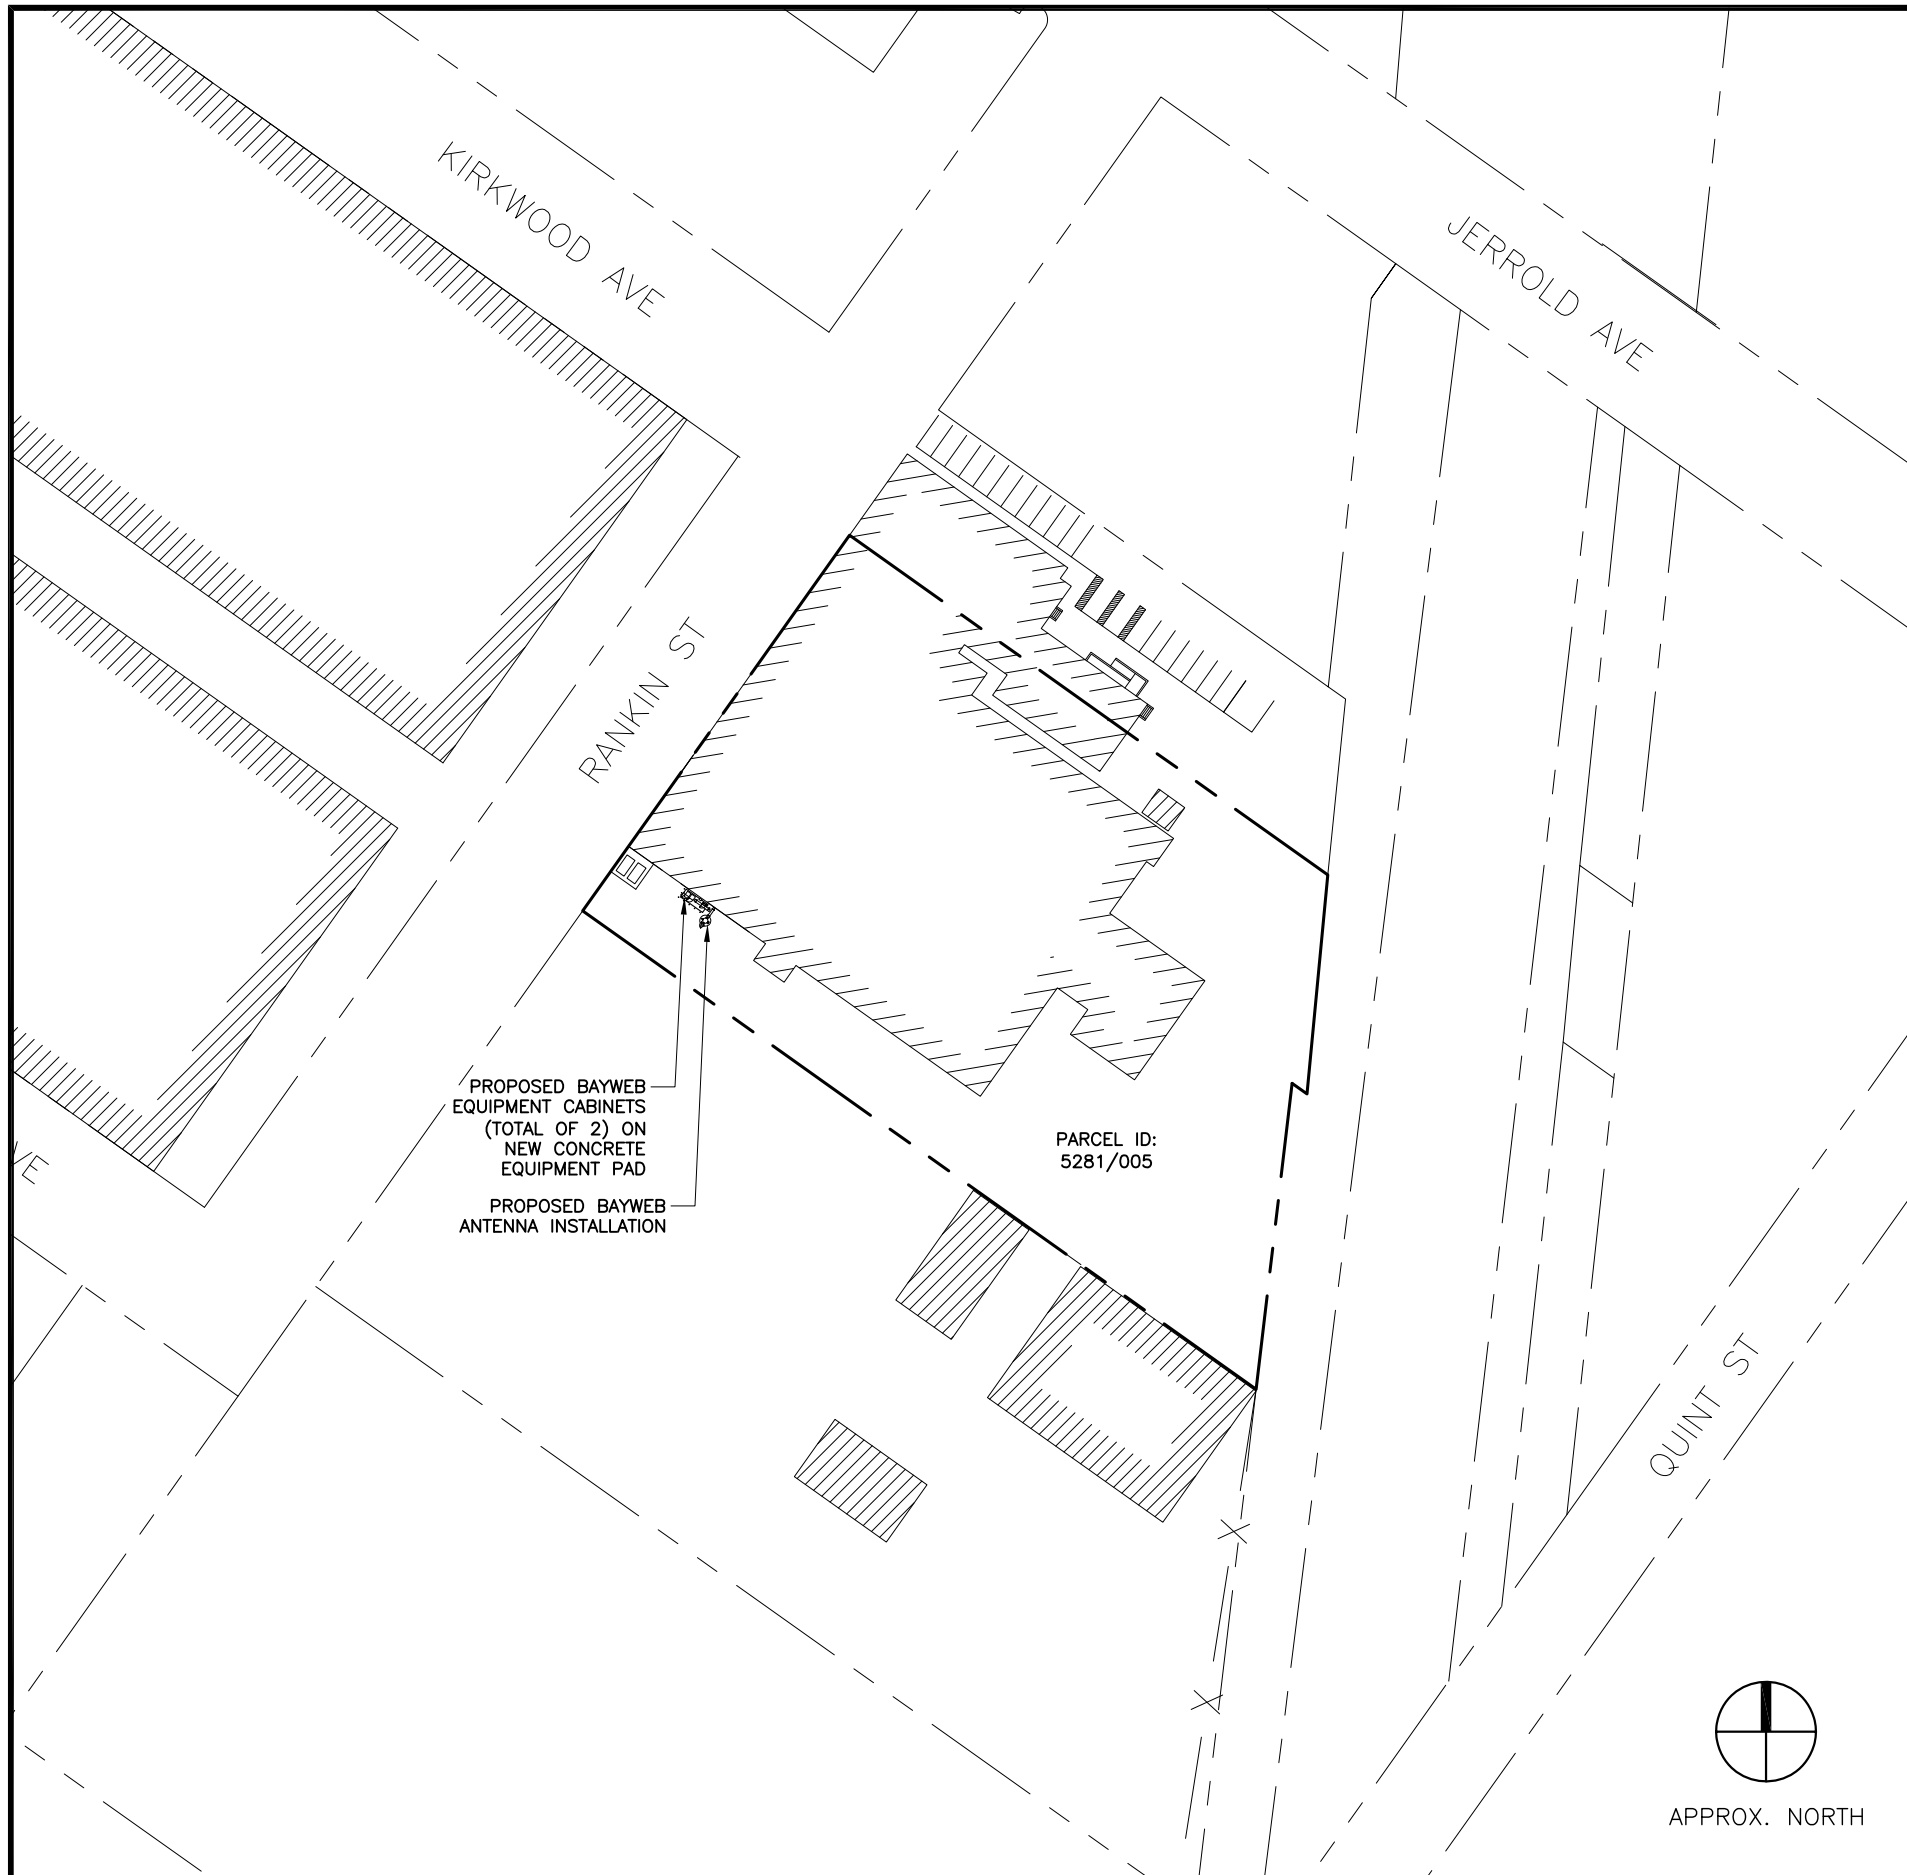 KIRKWOOD AVE
JERROLD AVE
RANKIN ST
PROPOSED BAYWEB
EQUIPMENT CABINETS
(TOTAL OF 2) ON
NEW CONCRETE
EQUIPMENT PAD
PROPOSED BAYWEB
ANTENNA INSTALLATION
PARCEL ID:
5281/005
VE
QUINT ST
APPROX. NORTH